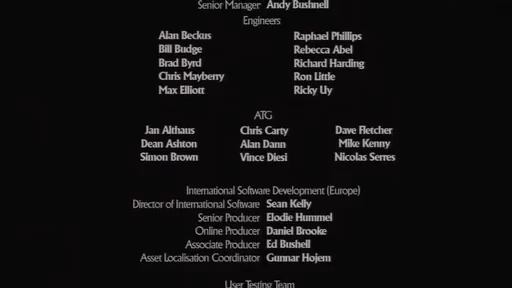 Senior Manager Andy Bushnell
Engineers
Alan Beckus Raphael Phillips
Bill Budge Rebecca Abel
Brad Byrd Richard Harding
Chris Mayberry Ron Little
Max Elliott Ricky Uy
ATG
Jan Althaus Chris Carty Dave Fletcher
Dean Ashton Alan Dann Mike Kenny
Simon Brown Vince Diesi Nicolas Serres
International Software Development (Europe)
Director of International Software Sean Kelly
Senior Producer Elodie Hummel
Online Producer Daniel Brooke
Associate Producer Ed Bushell
Asset Localisation Coordinator Gunnar Hojem
User Testing Team